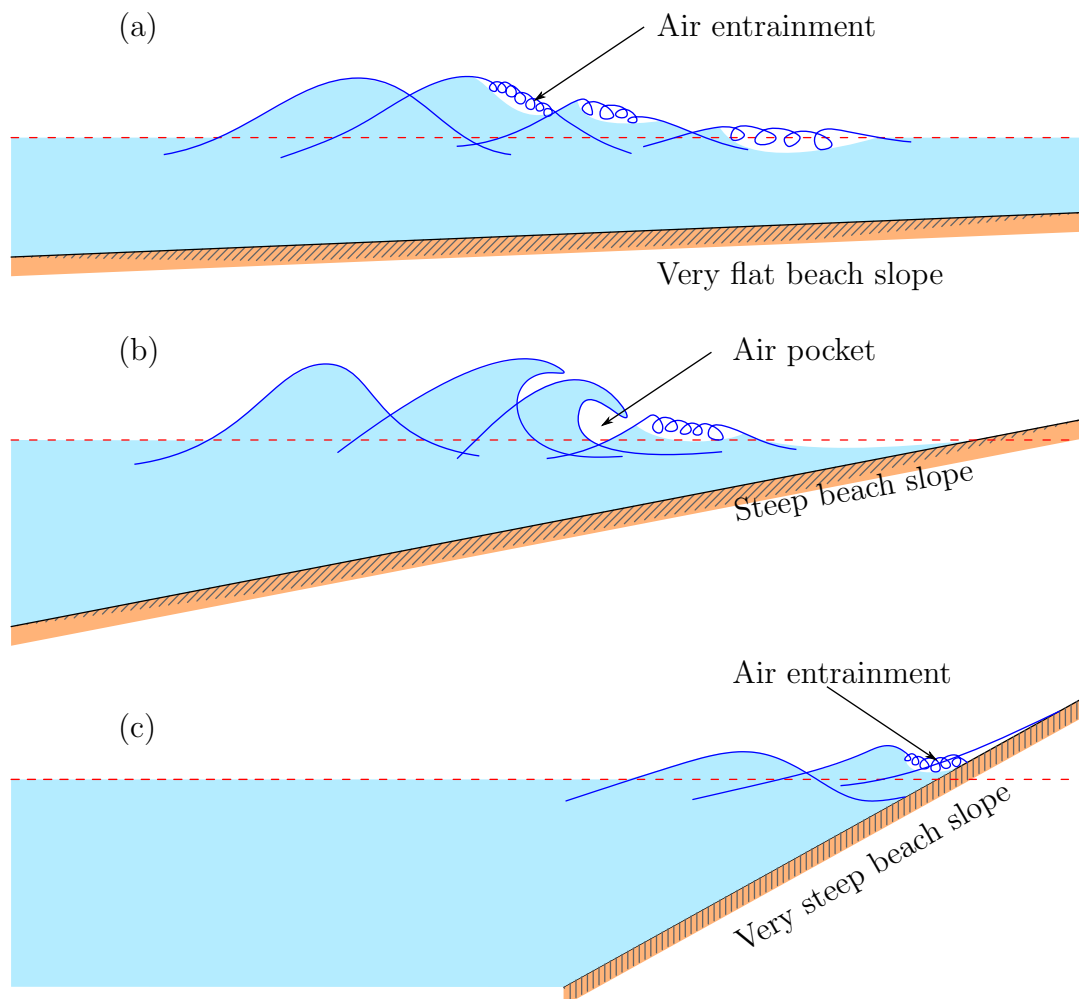 (a)
Air entrainment
Very flat beach slope
(b)
Air pocket
Steep beach slope
Air entrainment
(c)
Very steep beach slope